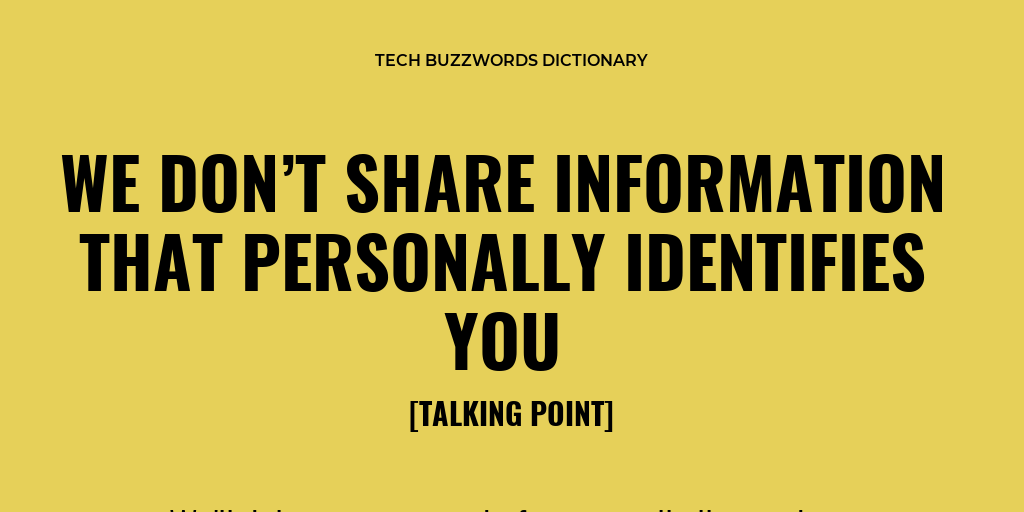 TECH BUZZWORDS DICTIONARY
WE DON’T SHARE INFORMATION
THAT PERSONALLY IDENTIFIES
YOU
[TALKING POINT]